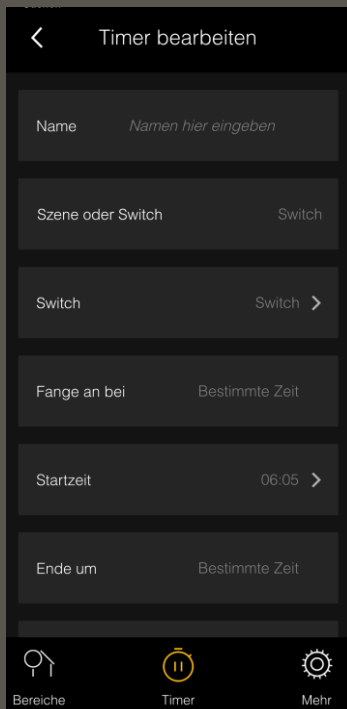 Timer bearbeiten
Name Namen hier eingeben
Szene oder Switch Switch
Switch Switch
Fange an bei Bestimmte Zeit
Startzeit 06:05
Ende um Bestimmte Zeit
Bereiche Timer Mehr